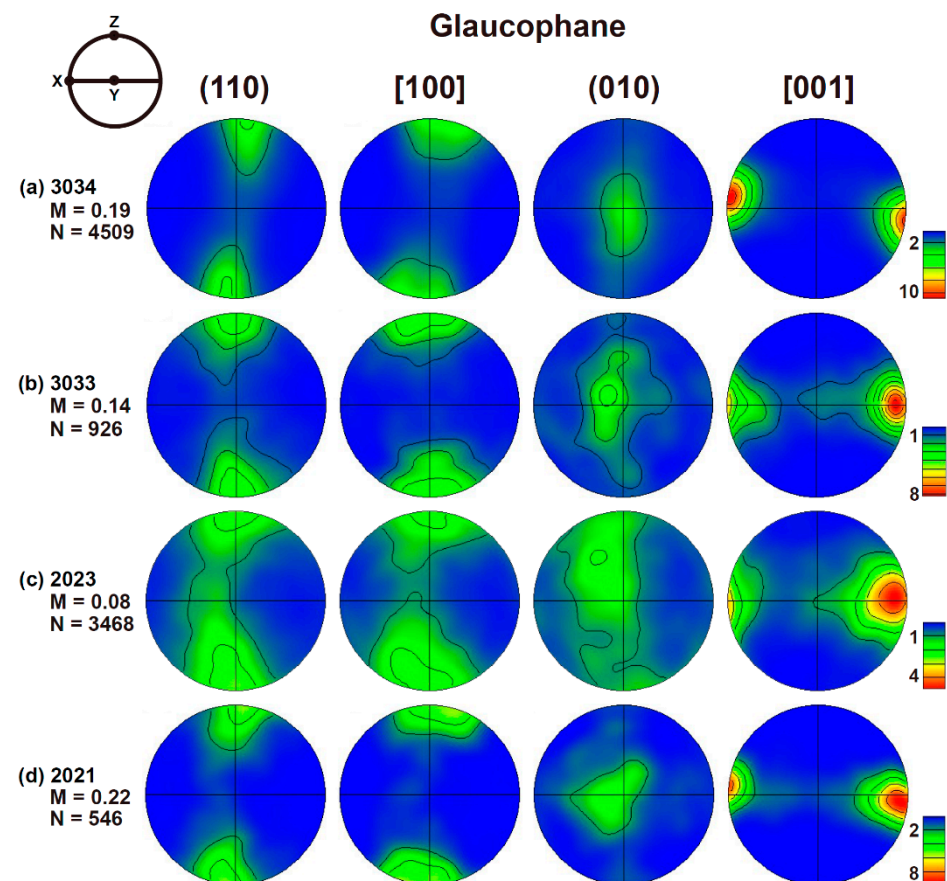 Glaucophane
Z
X
Y
(110) [100] (010) [001]
(a) 3034
M = 0.19
N = 4509
2
10
(b) 3033
M = 0.14
N = 926
1
8
(c) 2023
M = 0.08
N = 3468
1
4
(d) 2021
M = 0.22
N = 546
2
8